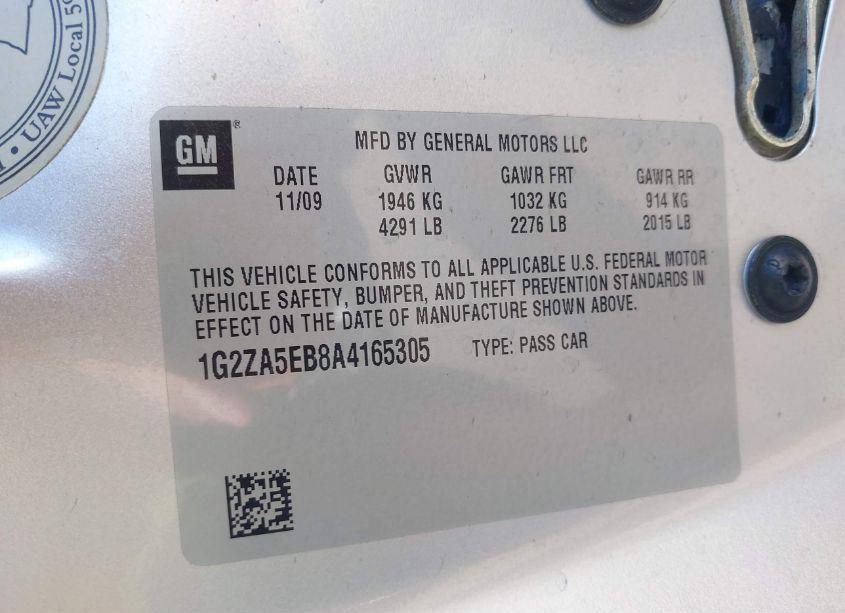 UAW Local 59
GM®
MFD BY GENERAL MOTORS LLC
DATE GVWR GAWR FRT GAWR RR
11/09 1946 KG 1032 KG 914 KG
4291 LB 2276 LB 2015 LB
THIS VEHICLE CONFORMS TO ALL APPLICABLE U.S. FEDERAL MOTOR
VEHICLE SAFETY, BUMPER, AND THEFT PREVENTION STANDARDS IN
EFFECT ON THE DATE OF MANUFACTURE SHOWN ABOVE.
1G2ZA5EB8A4165305 TYPE: PASS CAR